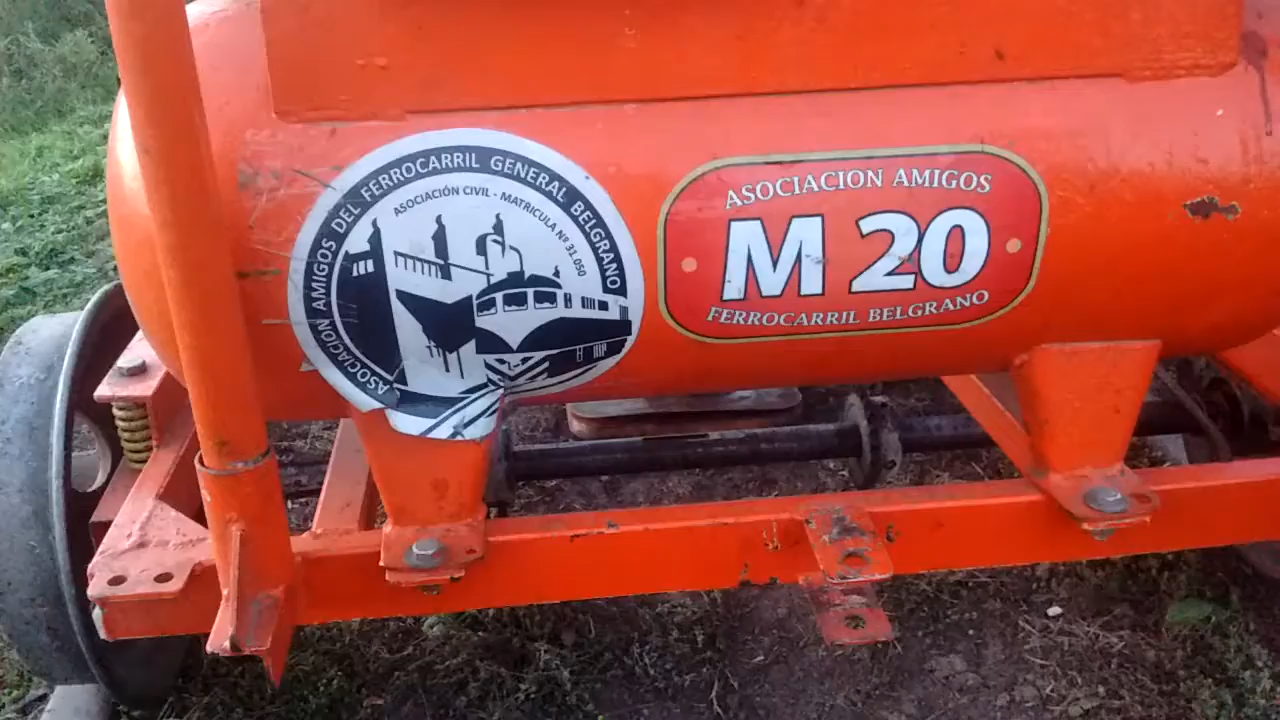 ASOCIACION AMIGOS DEL FERROCARRIL GENERAL BELGRANO
ASOCIACIÓN CIVIL - MATRICULA Nº 31.050
ASOCIACION AMIGOS
M 20
FERROCARRIL BELGRANO